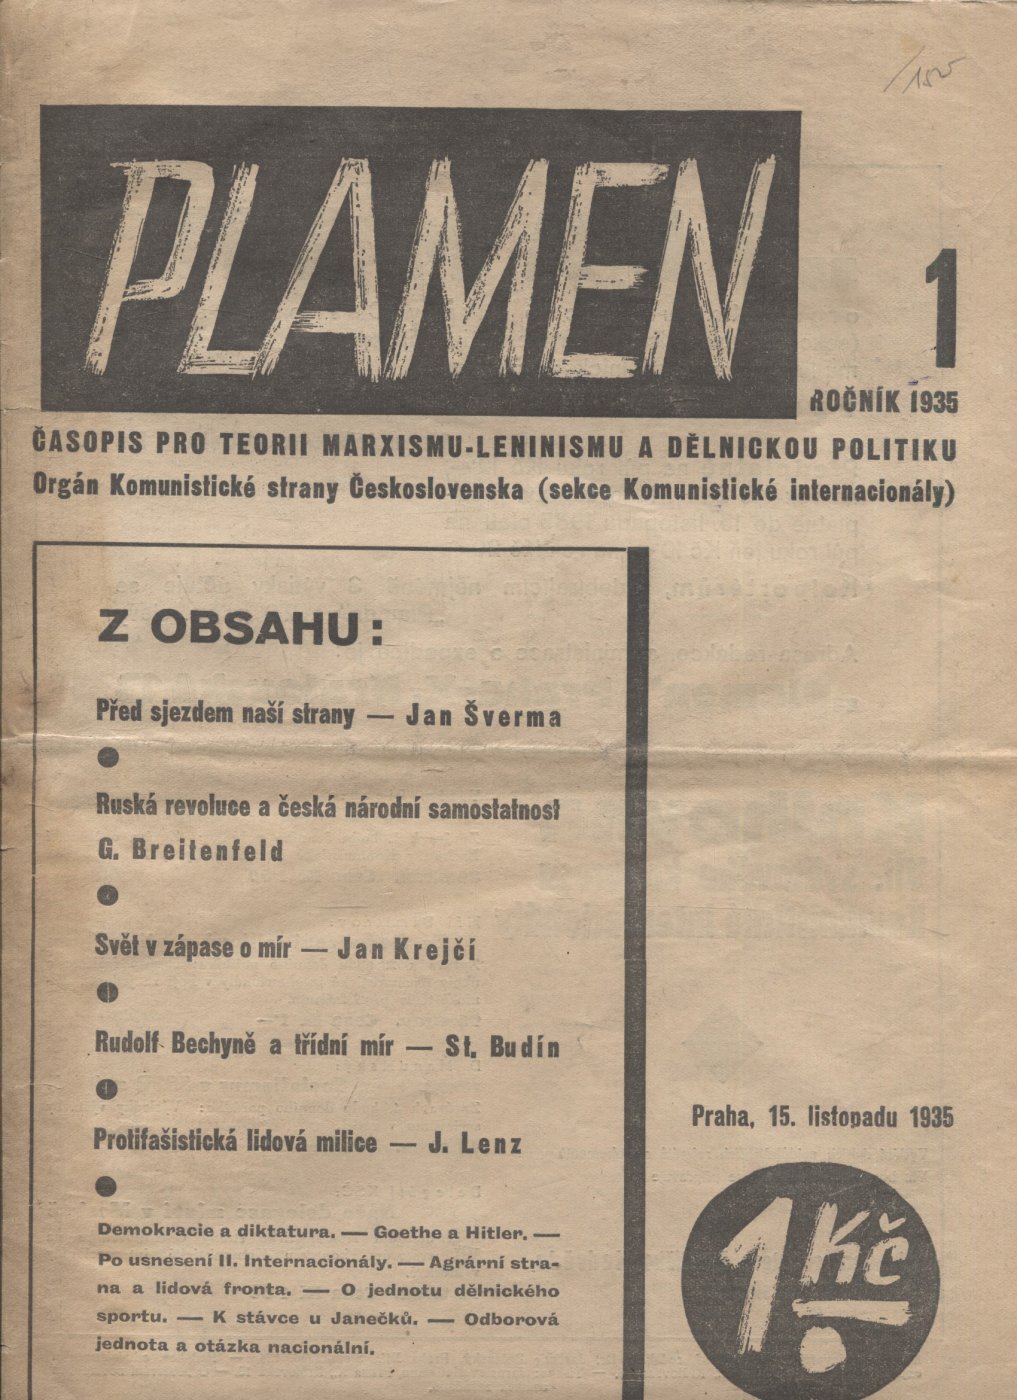 PLAMEN
1
ROČNÍK 1935
ČASOPIS PRO TEORII MARXISMU-LENINISMU A DĚLNICKOU POLITIKU
Orgán Komunistické strany Československa (sekce Komunistické internacionály)
Z OBSAHU:
Před sjezdem naší strany — Jan Šverma
Ruská revoluce a česká národní samostatnost
G. Breitenfeld
Svět v zápase o mír — Jan Krejčí
Rudolf Bechyně a třídní mír — St. Budín
Protifašistická lidová milice — J. Lenz
Demokracie a diktatura. — Goethe a Hitler. —
Po usnesení II. Internacionály. — Agrární stra-
na a lidová fronta. — O jednotu dělnického
sportu. — K stávce u Janečků. — Odborová
jednota a otázka nacionální.
Praha, 15. listopadu 1935
1 Kč